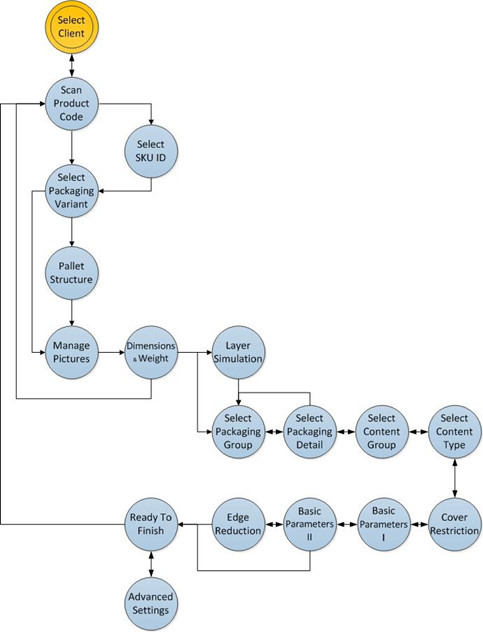 Select
Client
Scan
Product
Code
Select
SKU ID
Select
Packaging
Variant
Pallet
Structure
Manage
Pictures
Dimensions
& Weight
Layer
Simulation
Select
Packaging
Group
Select
Packaging
Detail
Select
Content
Group
Select
Content
Type
Ready To
Finish
Edge
Reduction
Basic
Parameters
II
Basic
Parameters
I
Cover
Restriction
Advanced
Settings